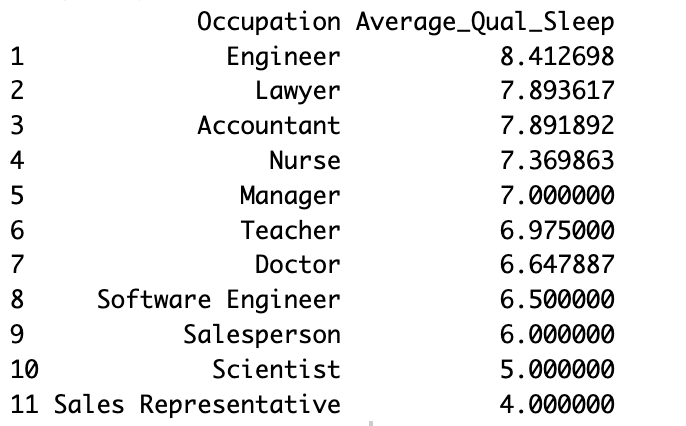 Occupation Average_Qual_Sleep
1 Engineer 8.412698
2 Lawyer 7.893617
3 Accountant 7.891892
4 Nurse 7.369863
5 Manager 7.000000
6 Teacher 6.975000
7 Doctor 6.647887
8 Software Engineer 6.500000
9 Salesperson 6.000000
10 Scientist 5.000000
11 Sales Representative 4.000000